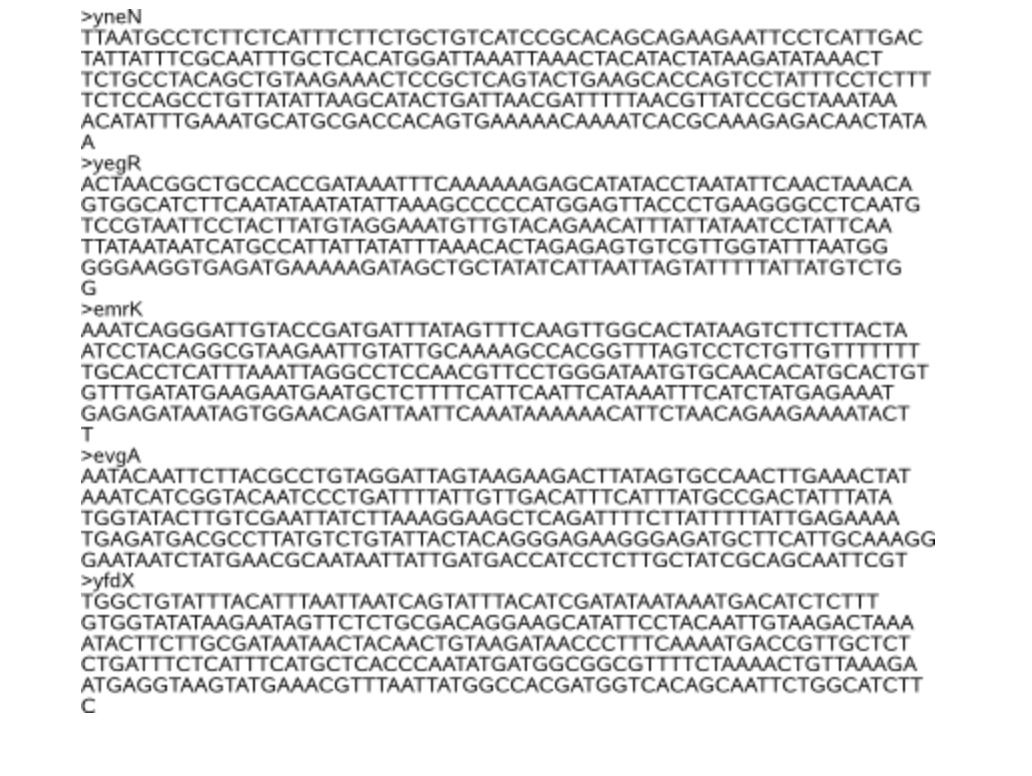 >yneN
TTAATGCCTCTTCTCATTTCTTCTGCTGTCATCCGCACAGCAGAAGAATTCCTCATTGAC
TATTATTTCGCAATTTGCTCACATGGATTAAATTAAACTACATACTATAAGATATAAACT
TCTGCCTACAGCTGTAAGAAACTCCGCTCAGTACTGAAGCACCAGTCCTATTTCCTCTTT
TCTCCAGCCTGTTATATTAAGCATACTGATTAACGATTTTTAACGTTATCCGCTAAATAA
ACATATTTGAAATGCATGCGACCACAGTGAAAAACAAAATCACGCAAAGAGACAACTATA
A
>yegR
ACTAACGGCTGCCACCGATAAATTTCAAAAAAGAGCATATACCTAATATTCAACTAAACA
GTGGCATCTTCAATATAATATATTAAAGCCCCCATGGAGTTACCCTGAAGGGCCTCAATG
TCCGTAATTCCTACTTATGTAGGAAATGTTGTACAGAACATTTATTATAATCCTATTCAA
TTATAATAATCATGCCATTATTATATTTAAACACTAGAGAGTGTCGTTGGTATTTAATGG
GGGAAGGTGAGATGAAAAAGATAGCTGCTATATCATTAATTAGTATTTTTATTATGTCTG
G
>emrK
AAATCAGGGATTGTACCGATGATTTATAGTTTCAAGTTGGCACTATAAGTCTTCTTACTA
ATCCTACAGGCGTAAGAATTGTATTGCAAAAGCCACGGTTTAGTCCTCTGTTGTTTTTTT
TGCACCTCATTTAAATTAGGCCTCCAACGTTCCTGGGATAATGTGCAACACATGCACTGT
GTTTGATATGAAGAATGAATGCTCTTTTCATTCAATTCATAAATTTCATCTATGAGAAAT
GAGAGATAATAGTGGAACAGATTAATTCAAATAAAAAACATTCTAACAGAAGAAAATACT
T
>evgA
AATACAATTCTTACGCCTGTAGGATTAGTAAGAAGACTTATAGTGCCAACTTGAAACTAT
AAATCATCGGTACAATCCCTGATTTTATTGTTGACATTTCATTTATGCCGACTATTTATA
TGGTATACTTGTCGAATTATCTTAAAGGAAGCTCAGATTTTCTTATTTTTATTGAGAAAA
TGAGATGACGCCTTATGTCTGTATTACTACAGGGAGAAGGGAGATGCTTCATTGCAAAGG
GAATAATCTATGAACGCAATAATTATTGATGACCATCCTCTTGCTATCGCAGCAATTCGT
>yfdX
TGGCTGTATTTACATTTAATTAATCAGTATTTACATCGATATAATAAATGACATCTCTTT
GTGGTATATAAGAATAGTTCTCTGCGACAGGAAGCATATTCCTACAATTGTAAGACTAAA
ATACTTCTTGCGATAATAACTACAACTGTAAGATAACCCTTTCAAAATGACCGTTGCTCT
CTGATTTCTCATTTCATGCTCACCCAATATGATGGCGGCGTTTTCTAAAACTGTTAAAGA
ATGAGGTAAGTATGAAACGTTTAATTATGGCCACGATGGTCACAGCAATTCTGGCATCTT
C